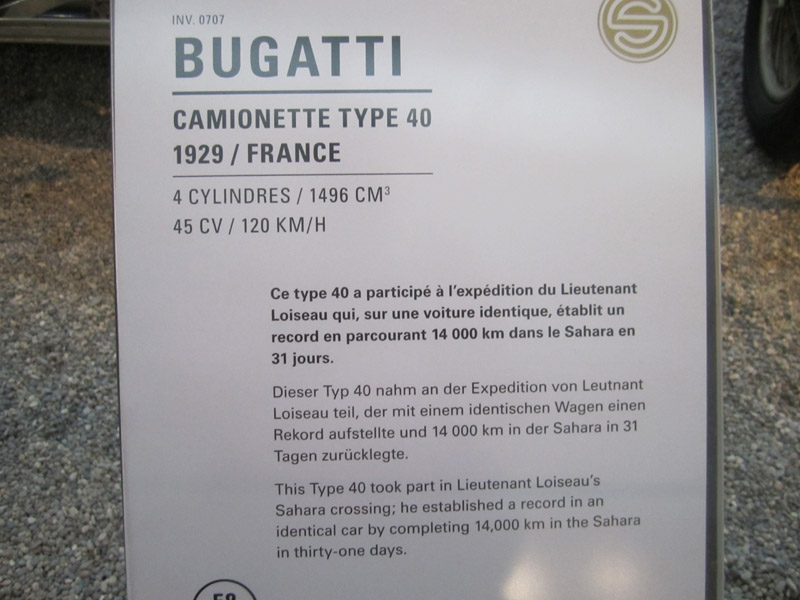 INV. 0707
BUGATTI
CAMIONETTE TYPE 40
1929 / FRANCE
4 CYLINDRES / 1496 CM³
45 CV / 120 KM/H
Ce type 40 a participé à l'expédition du Lieutenant
Loiseau qui, sur une voiture identique, établit un
record en parcourant 14 000 km dans le Sahara en
31 jours.
Dieser Typ 40 nahm an der Expedition von Leutnant
Loiseau teil, der mit einem identischen Wagen einen
Rekord aufstellte und 14 000 km in der Sahara in 31
Tagen zurücklegte.
This Type 40 took part in Lieutenant Loiseau's
Sahara crossing; he established a record in an
identical car by completing 14,000 km in the Sahara
in thirty-one days.